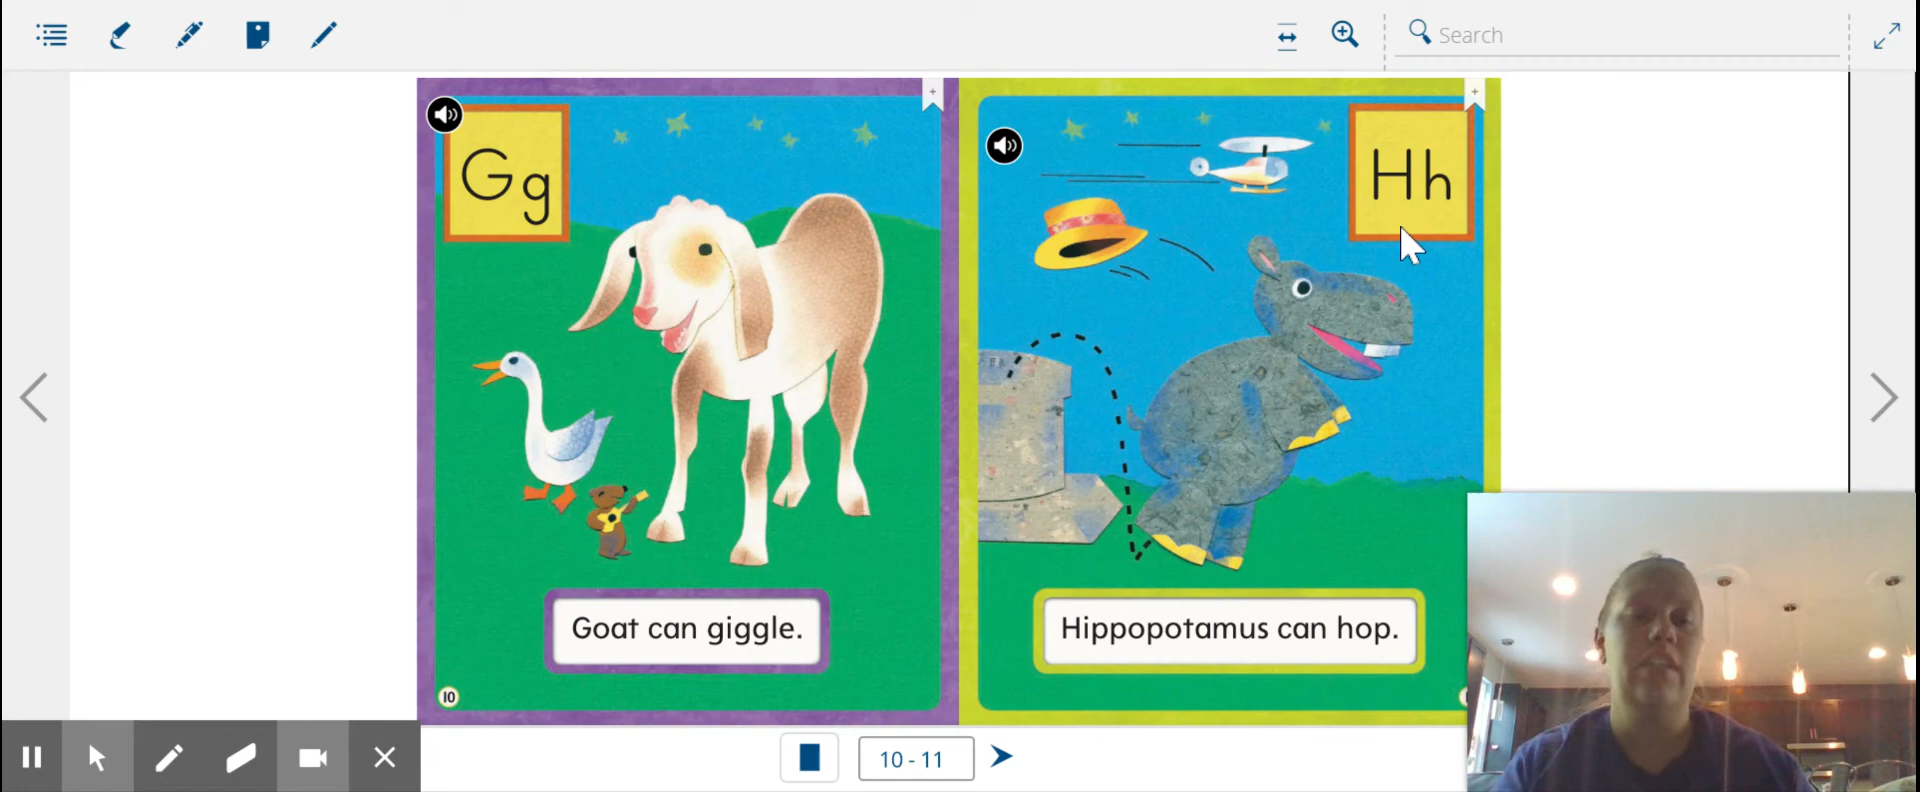 Search
Gg
Hh
Goat can giggle.
Hippopotamus can hop.
10
10 - 11